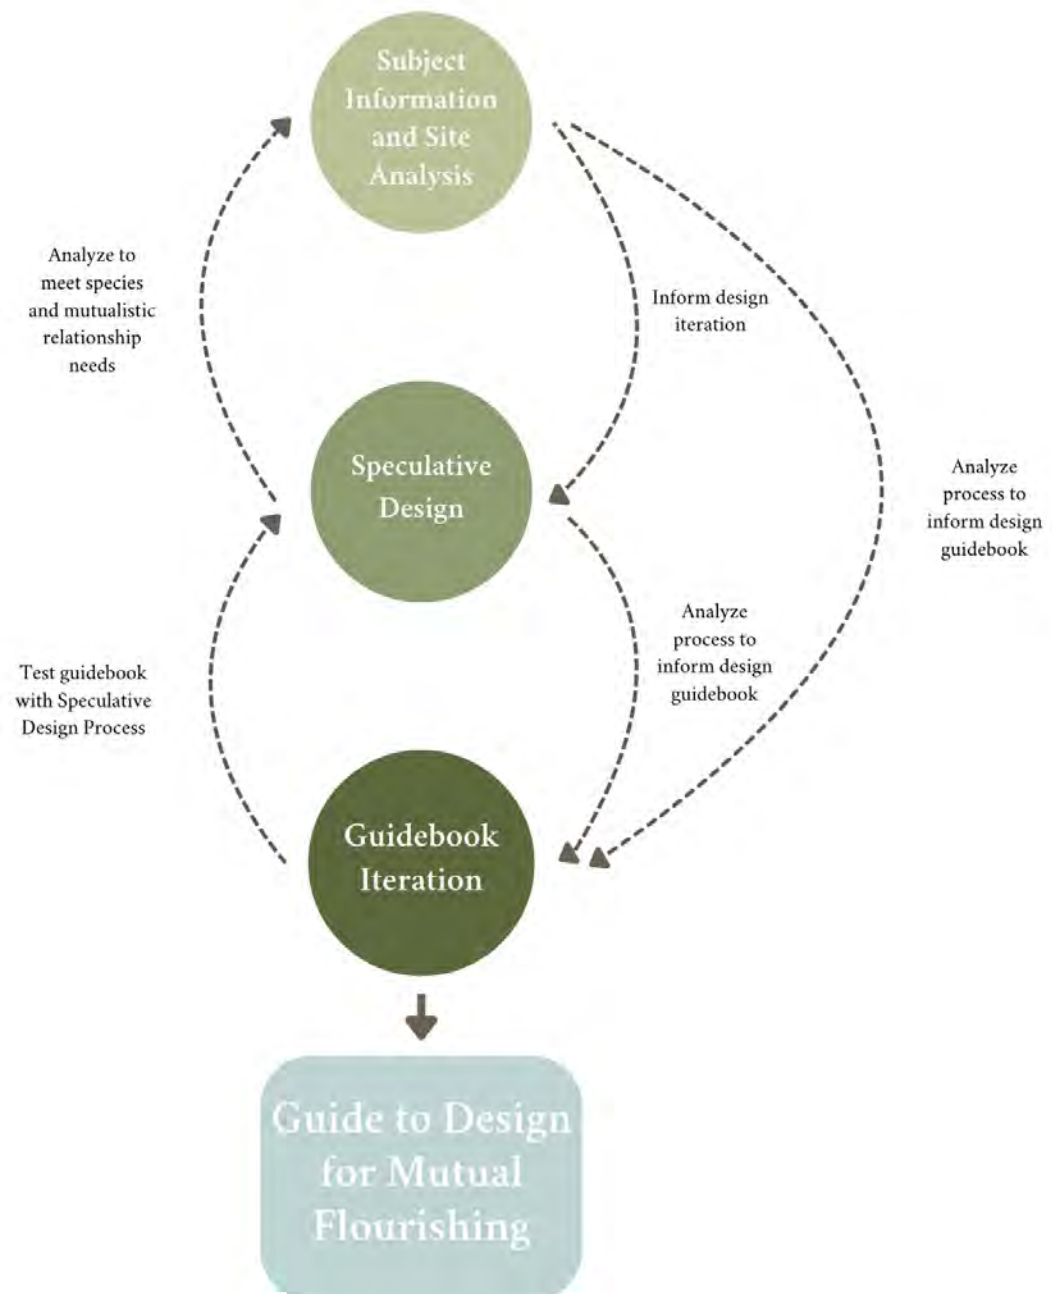 Subject
Information
and Site
Analysis
Analyze to
meet species
and mutualistic
relationship
needs
Inform design
iteration
Speculative
Design
Analyze
process to
inform design
guidebook
Analyze
process to
inform design
guidebook
Test guidebook
with Speculative
Design Process
Guidebook
Iteration
Guide to Design
for Mutual
Flourishing